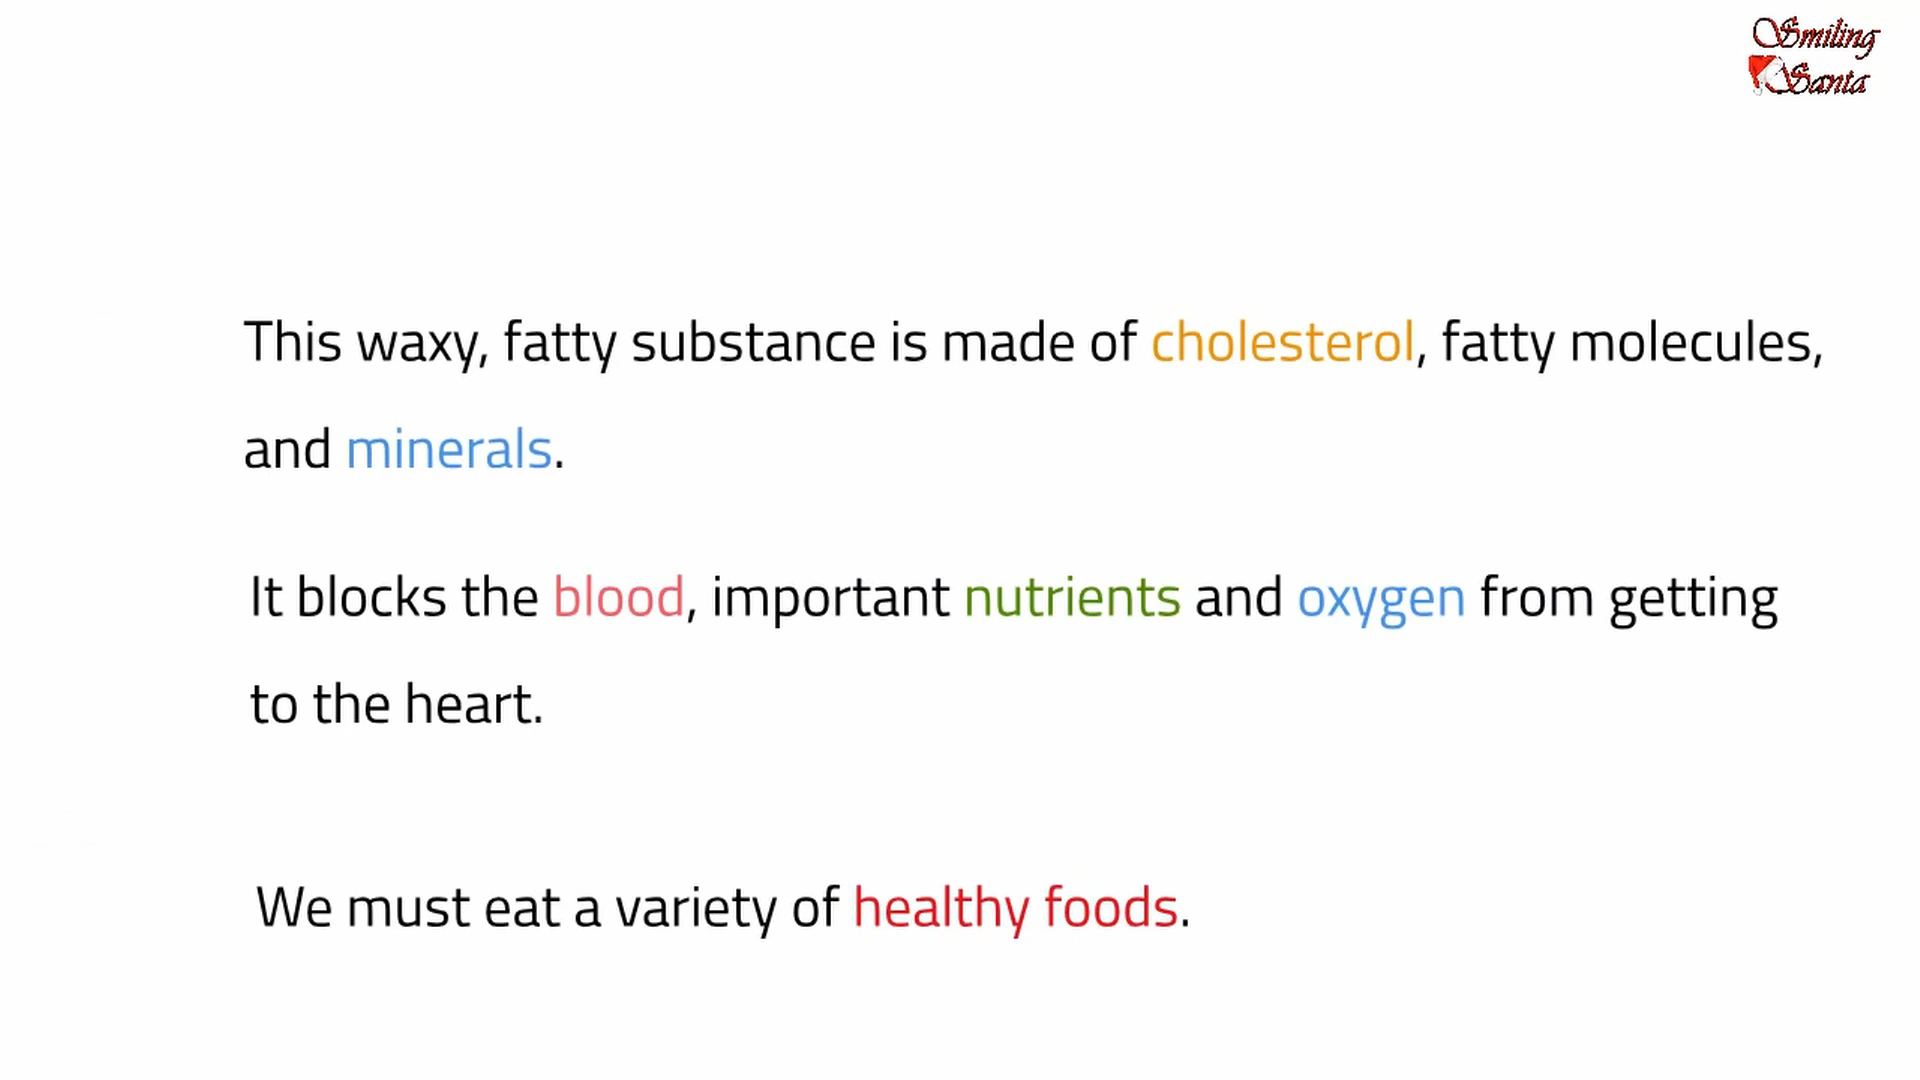 Smiling
Santa
This waxy, fatty substance is made of cholesterol, fatty molecules,
and minerals.
It blocks the blood, important nutrients and oxygen from getting
to the heart.
We must eat a variety of healthy foods.